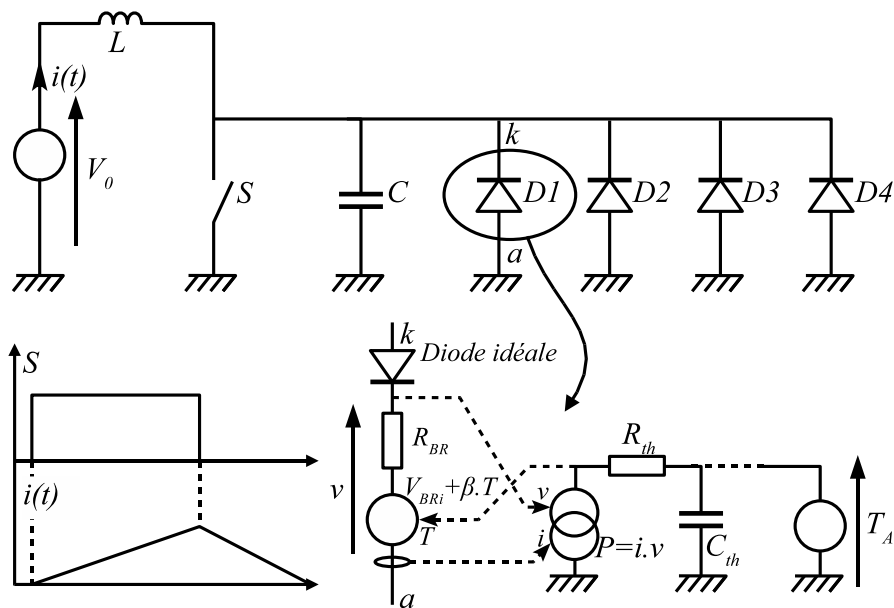 L
i(t)
V0
S
C
k
D1
a
D2
D3
D4
S
i(t)
k
Diode idéale
v
RBR
VBRi+β.T
T
a
v
i
P=i.v
Rth
Cth
TA